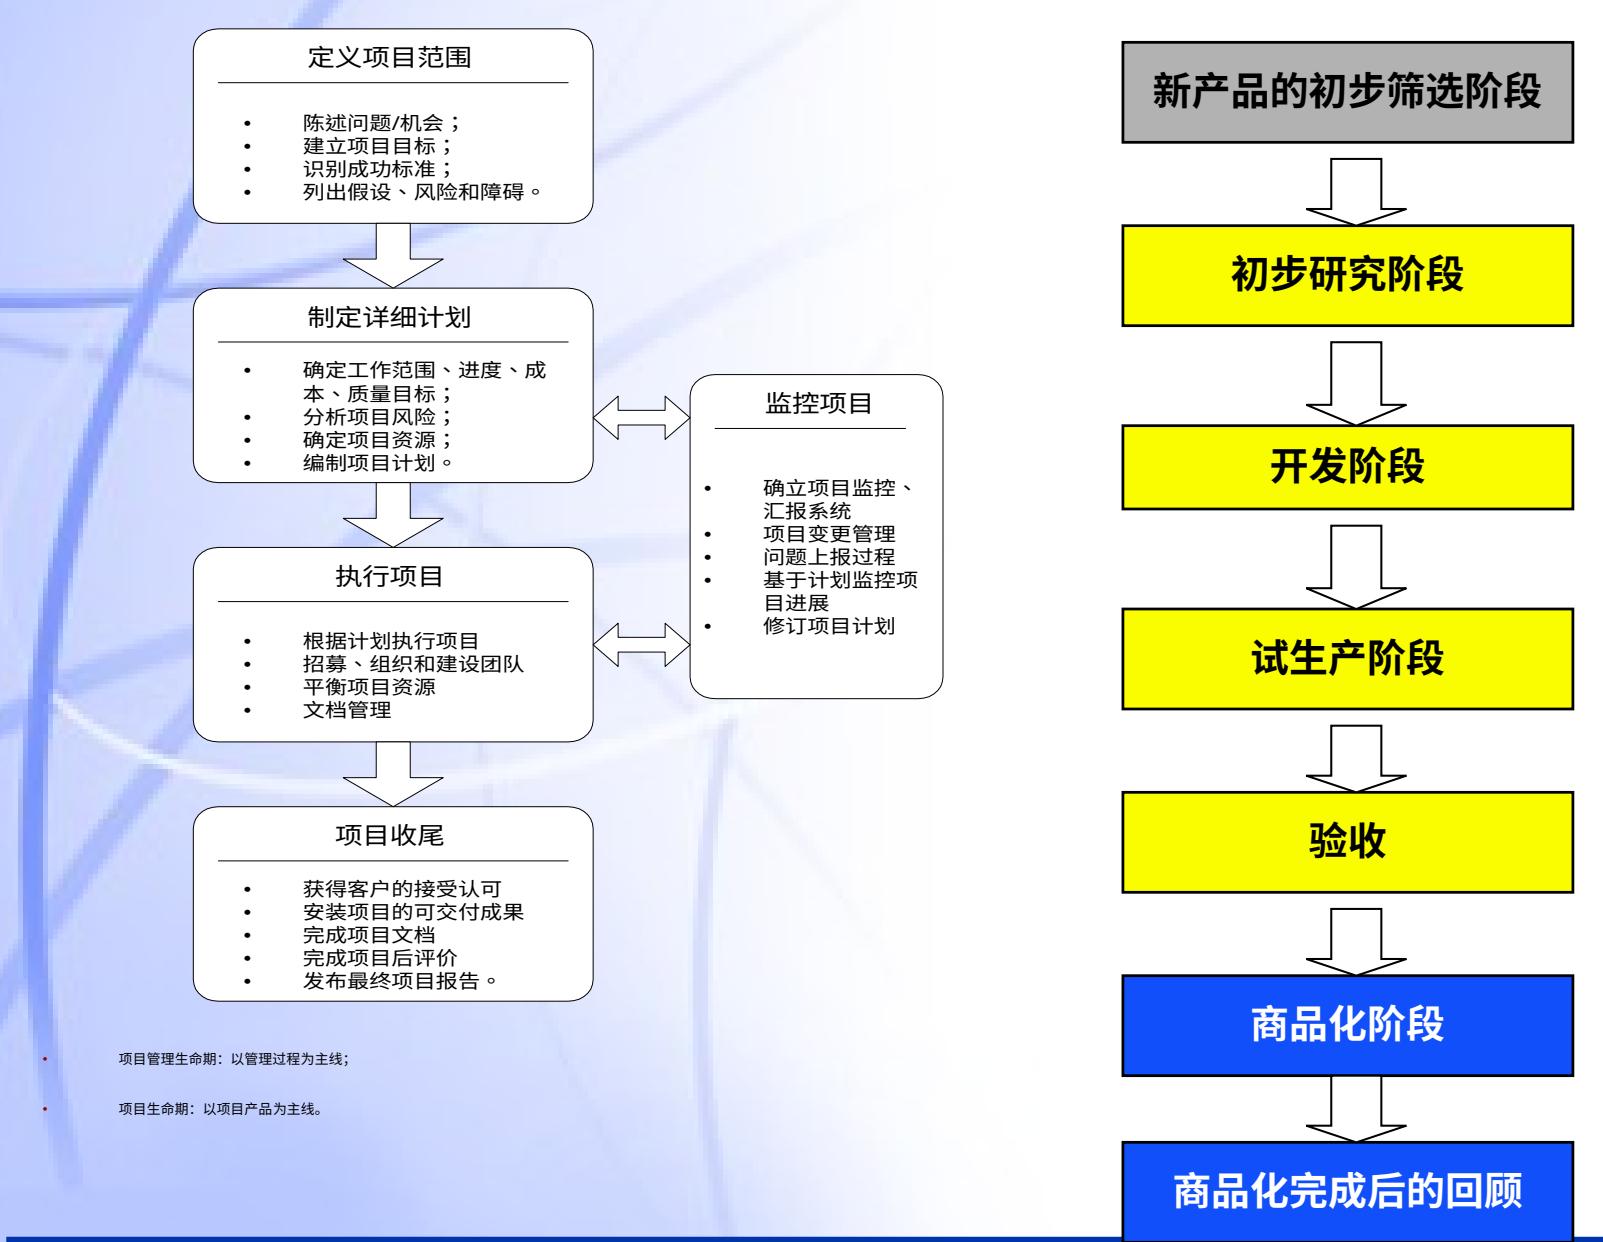 定义项目范围
• 陈述问题/机会；
• 建立项目目标；
• 识别成功标准；
• 列出假设、风险和障碍。
制定详细计划
• 确定工作范围、进度、成
本、质量目标；
• 分析项目风险；
• 确定项目资源；
• 编制项目计划。
执行项目
• 根据计划执行项目
• 招募、组织和建设团队
• 平衡项目资源
• 文档管理
项目收尾
• 获得客户的接受认可
• 安装项目的可交付成果
• 完成项目文档
• 完成项目后评价
• 发布最终项目报告。
监控项目
• 确立项目监控、
汇报系统
• 项目变更管理
• 问题上报过程
• 基于计划监控项
目进展
• 修订项目计划
• 项目管理生命期：以管理过程为主线；
• 项目生命期：以项目产品为主线。
新产品的初步筛选阶段
初步研究阶段
开发阶段
试生产阶段
验收
商品化阶段
商品化完成后的回顾